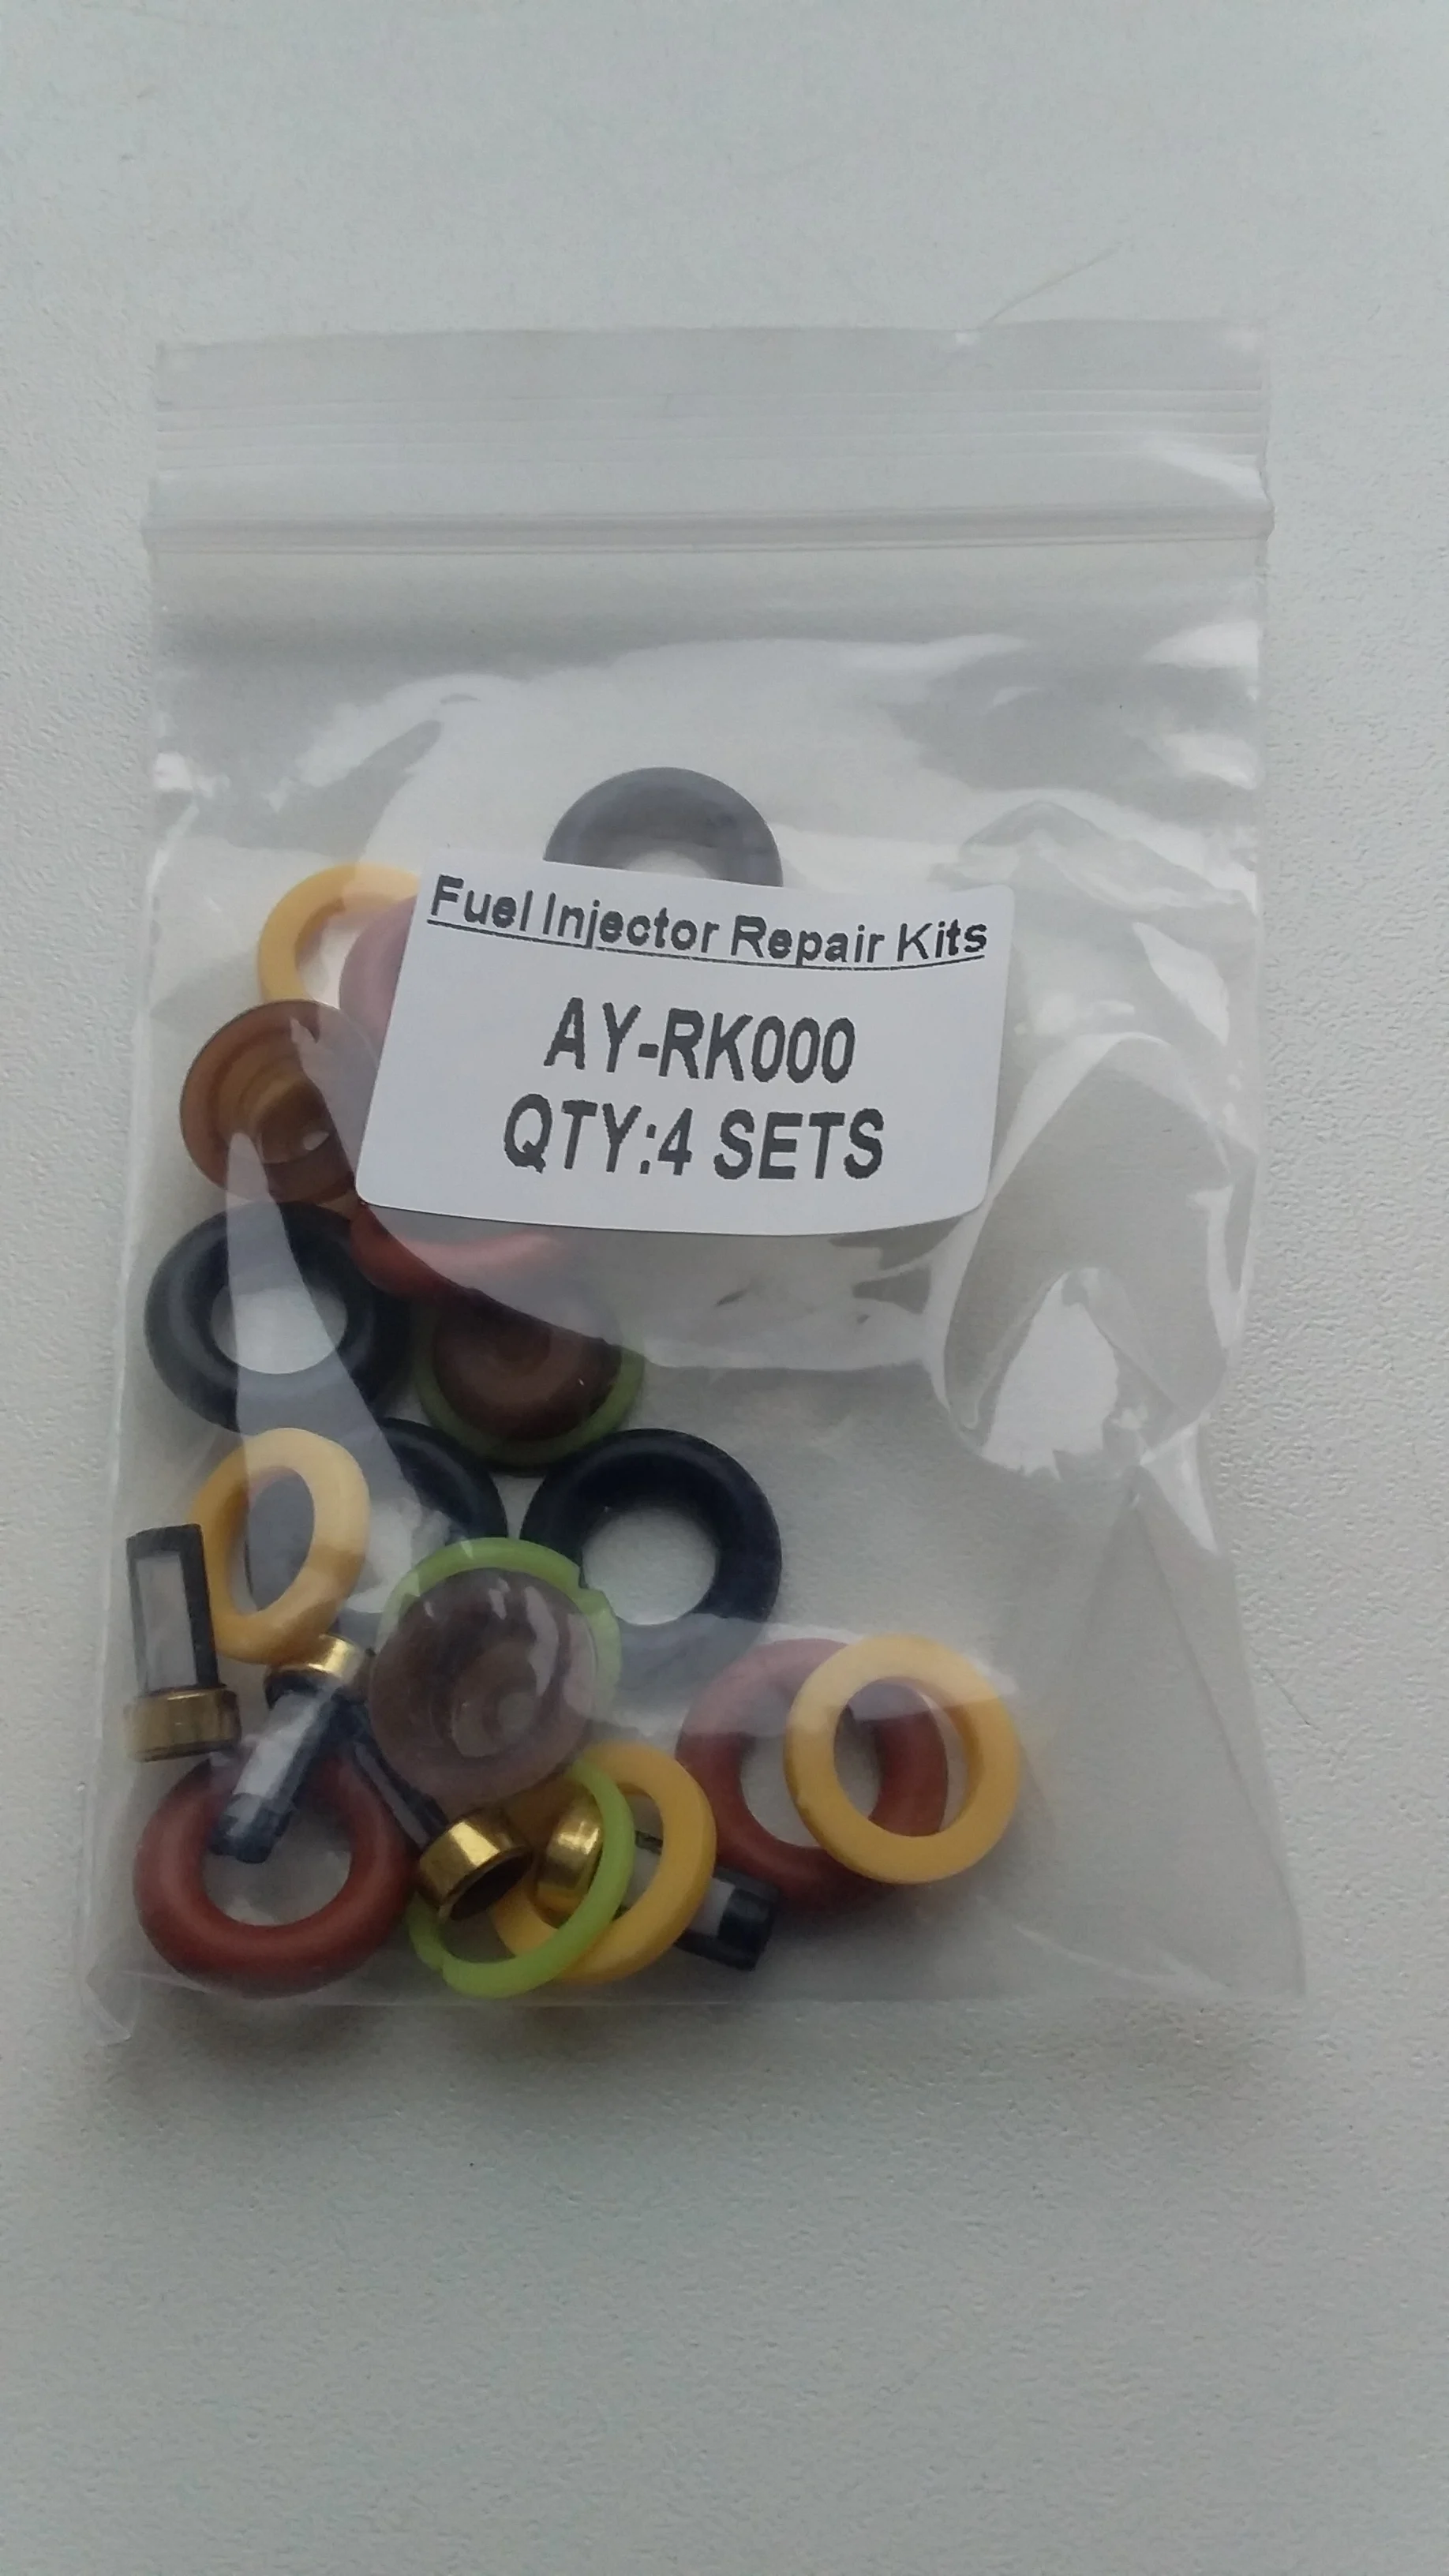 Fuel Injector Repair Kits
AY-RK000
QTY:4 SETS